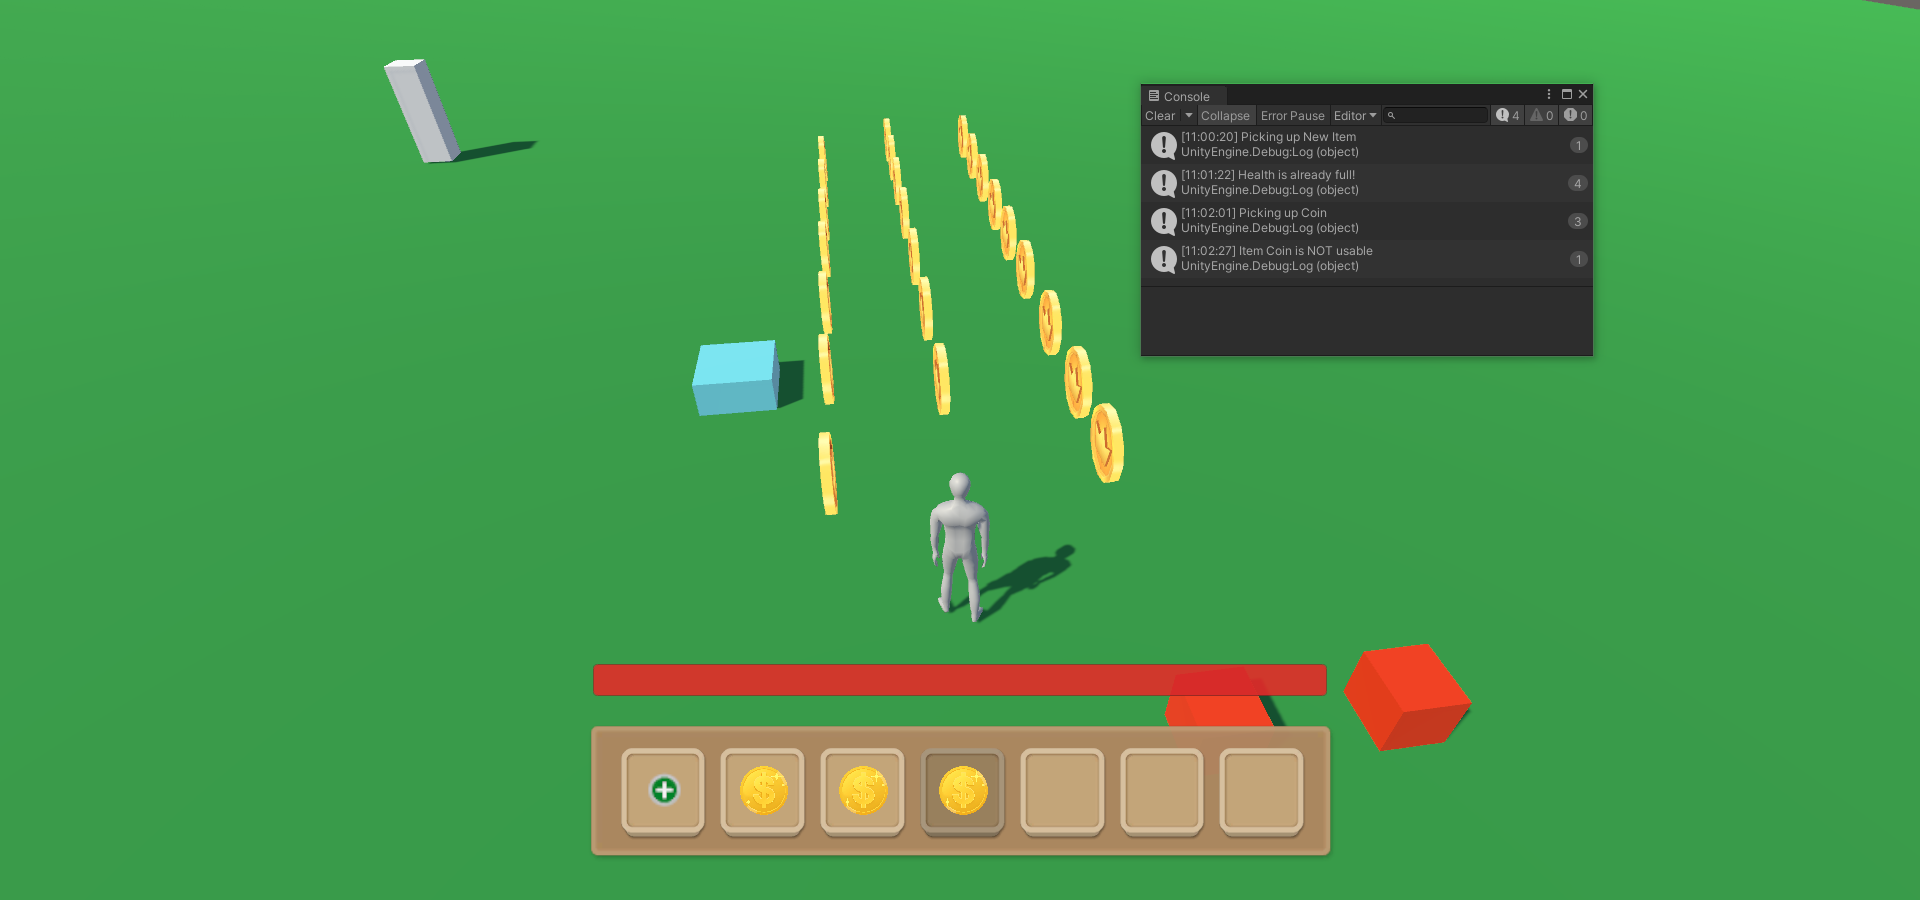 Console
Clear Collapse Error Pause Editor 4 0 0
[11:00:20] Picking up New Item
UnityEngine.Debug:Log (object)
1
[11:01:22] Health is already full!
UnityEngine.Debug:Log (object)
4
[11:02:01] Picking up Coin
UnityEngine.Debug:Log (object)
3
[11:02:27] Item Coin is NOT usable
UnityEngine.Debug:Log (object)
1
$ $ $